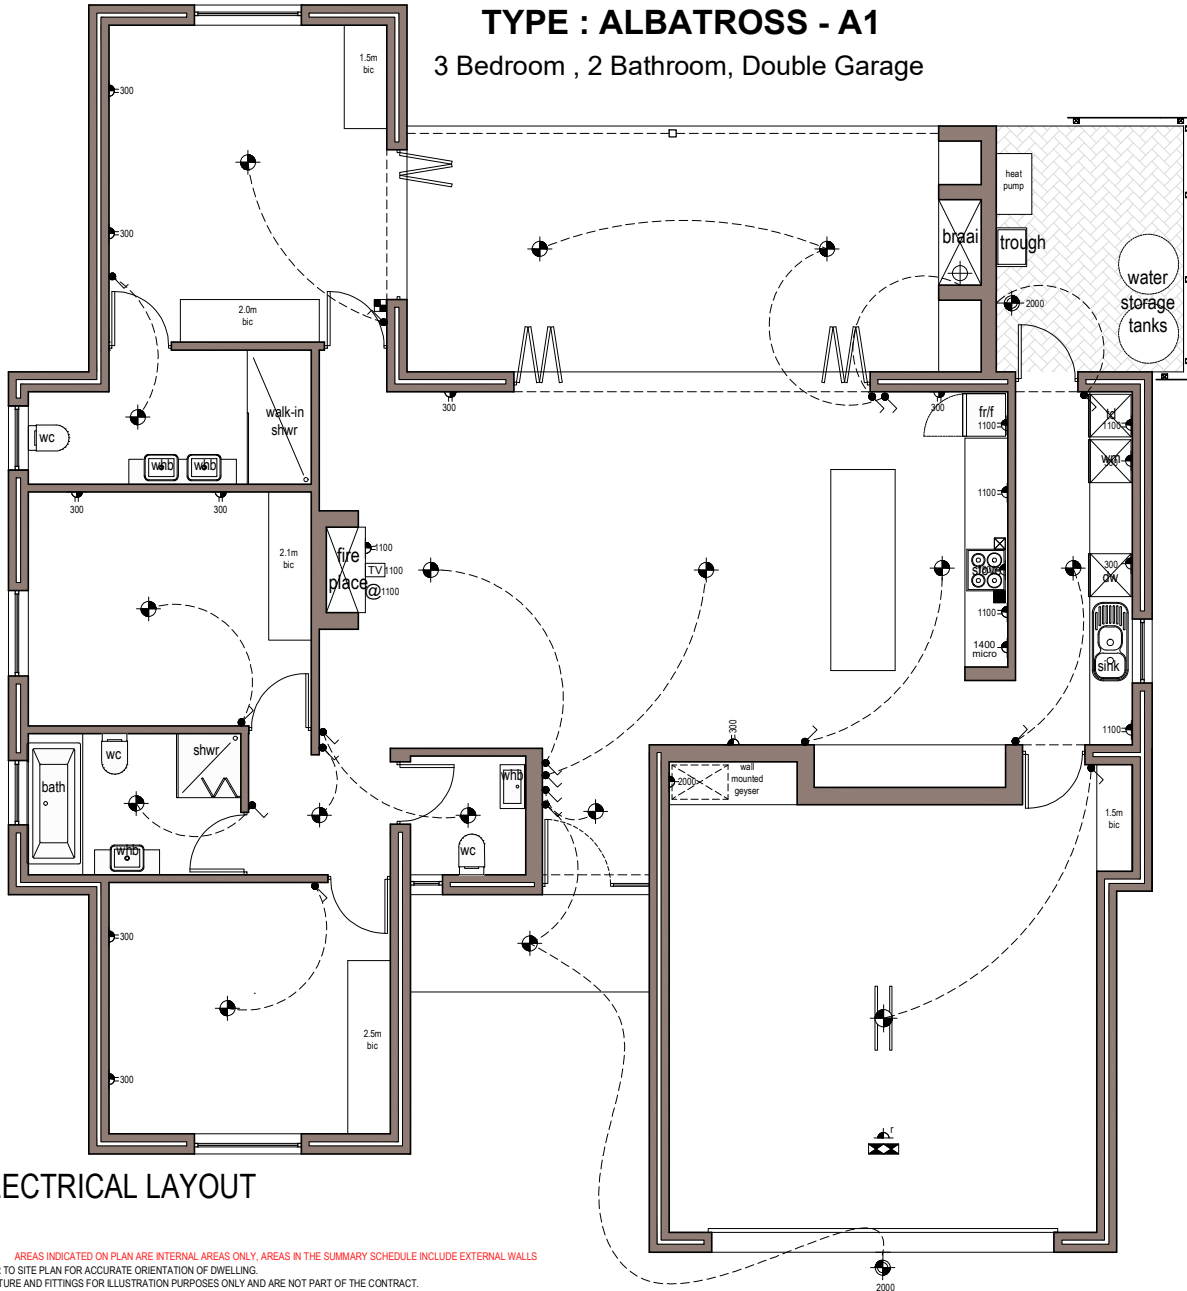 TYPE : ALBATROSS - A1
3 Bedroom , 2 Bathroom, Double Garage
1.5m
bic
300
300
2.0m
bic
heat
pump
braai
trough
water
storage
tanks
2000
walk-in
shwr
wc
whb
whb
300
300
fr/f
1100
td
1100
wm
300
300
300
2.1m
bic
1100
fire
place
1100
TV
1100
@
1100
stove
300
dw
1100
1400
micro
sink
300
1100
wc
shwr
bath
whb
whb
wc
2000
wall
mounted
geyser
1.5m
bic
300
300
2.5m
bic
r
2000
ECTRICAL LAYOUT
AREAS INDICATED ON PLAN ARE INTERNAL AREAS ONLY, AREAS IN THE SUMMARY SCHEDULE INCLUDE EXTERNAL WALLS
TO SITE PLAN FOR ACCURATE ORIENTATION OF DWELLING.
TURE AND FITTINGS FOR ILLUSTRATION PURPOSES ONLY AND ARE NOT PART OF THE CONTRACT.